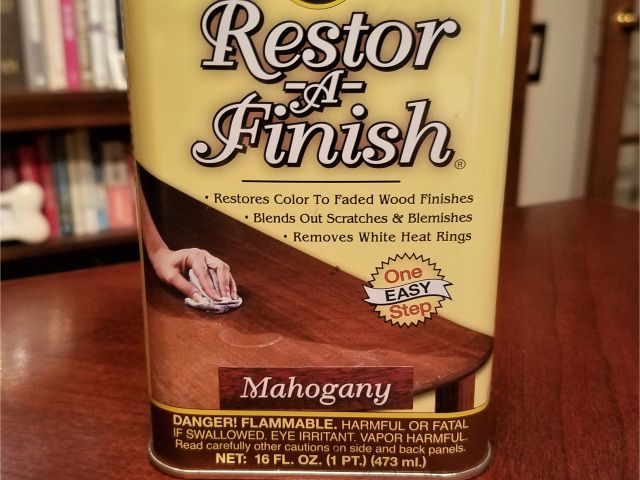 Restor
-A-
Finish®
• Restores Color To Faded Wood Finishes
• Blends Out Scratches & Blemishes
• Removes White Heat Rings
One
EASY
Step
Mahogany
DANGER! FLAMMABLE. HARMFUL OR FATAL
IF SWALLOWED. EYE IRRITANT. VAPOR HARMFUL.
Read carefully other cautions on side and back panels.
NET: 16 FL. OZ. (1 PT.) (473 ml.)